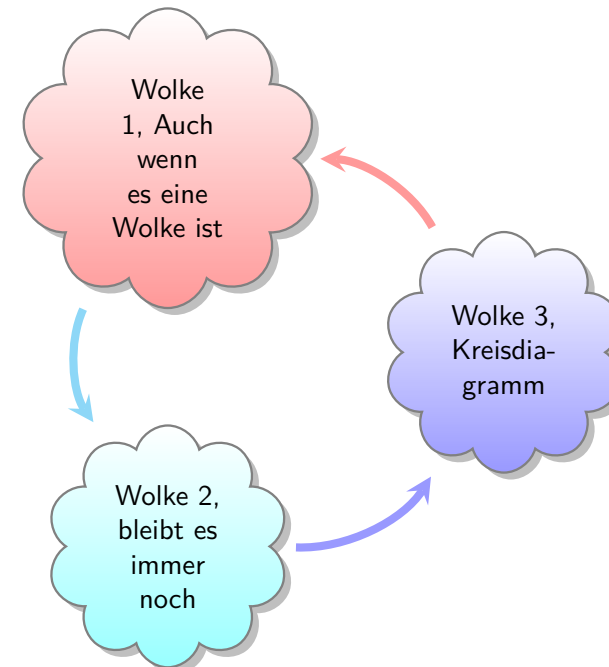 Wolke
1, Auch
wenn
es eine
Wolke ist
Wolke 3,
Kreisdia-
gramm
Wolke 2,
bleibt es
immer
noch